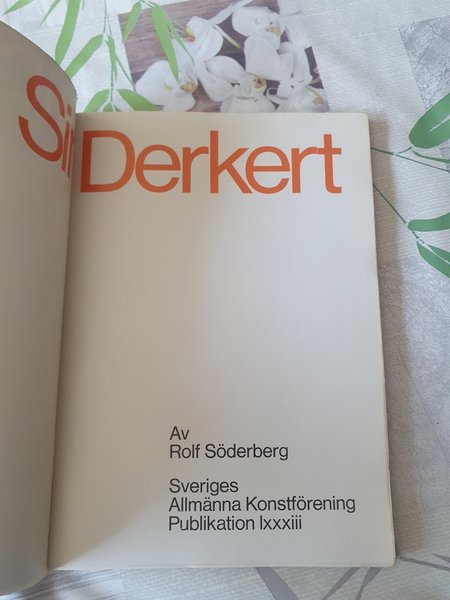 Si Derkert
Av
Rolf Söderberg
Sveriges
Allmänna Konstförening
Publikation lxxxiii